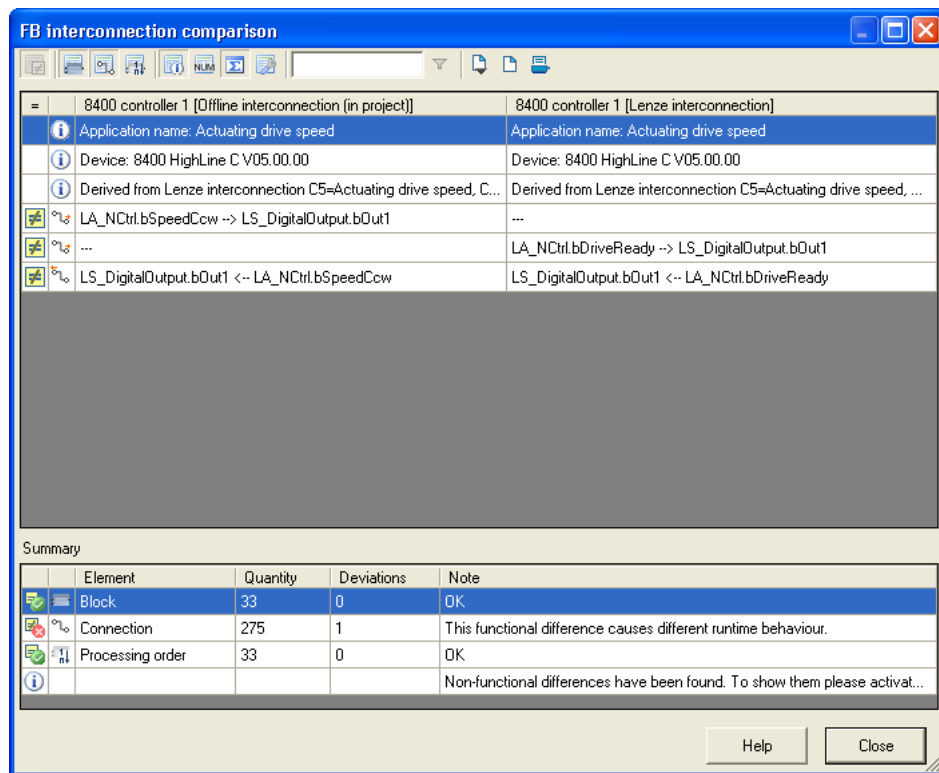 FB interconnection comparison
NUM
= 8400 controller 1 [Offline interconnection (in project)] 8400 controller 1 [Lenze interconnection]
Application name: Actuating drive speed Application name: Actuating drive speed
Device: 8400 HighLine C V05.00.00 Device: 8400 HighLine C V05.00.00
Derived from Lenze interconnection C5=Actuating drive speed, C... Derived from Lenze interconnection C5=Actuating drive speed, ...
LA_NCtrl.bSpeedCcw --> LS_DigitalOutput.bOut1 ---
--- LA_NCtrl.bDriveReady --> LS_DigitalOutput.bOut1
LS_DigitalOutput.bOut1 <-- LA_NCtrl.bSpeedCcw LS_DigitalOutput.bOut1 <-- LA_NCtrl.bDriveReady
Summary
Element Quantity Deviations Note
Block 33 0 OK
Connection 275 1 This functional difference causes different runtime behaviour.
Processing order 33 0 OK
Non-functional differences have been found. To show them please activat...
Help Close